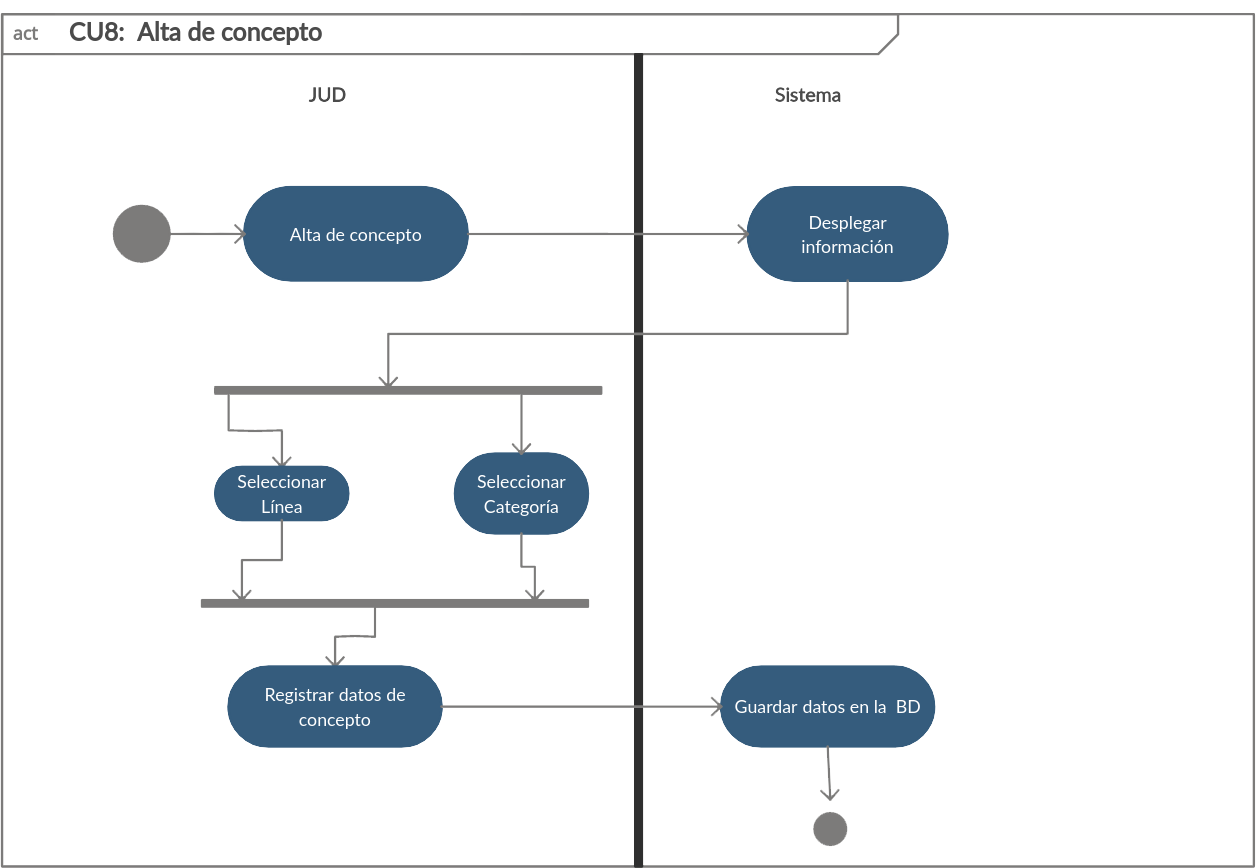 act CU8: Alta de concepto
JUD
Sistema
Alta de concepto
Desplegar
información
Seleccionar
Línea
Seleccionar
Categoría
Registrar datos de
concepto
Guardar datos en la BD